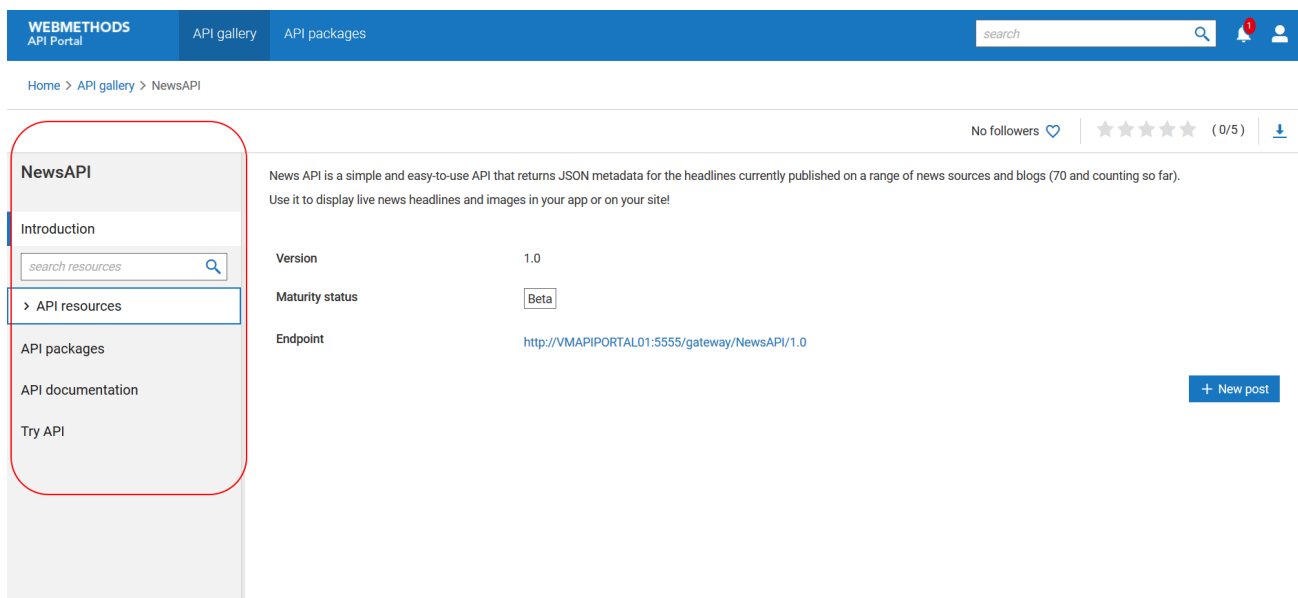 WEBMETHODS
API Portal
API gallery
API packages
search
1
Home > API gallery > NewsAPI
No followers
( 0/5 )
NewsAPI
Introduction
search resources
> API resources
API packages
API documentation
Try API
News API is a simple and easy-to-use API that returns JSON metadata for the headlines currently published on a range of news sources and blogs (70 and counting so far).
Use it to display live news headlines and images in your app or on your site!
Version 1.0
Maturity status Beta
Endpoint http://VMAPIPORTAL01:5555/gateway/NewsAPI/1.0
+ New post